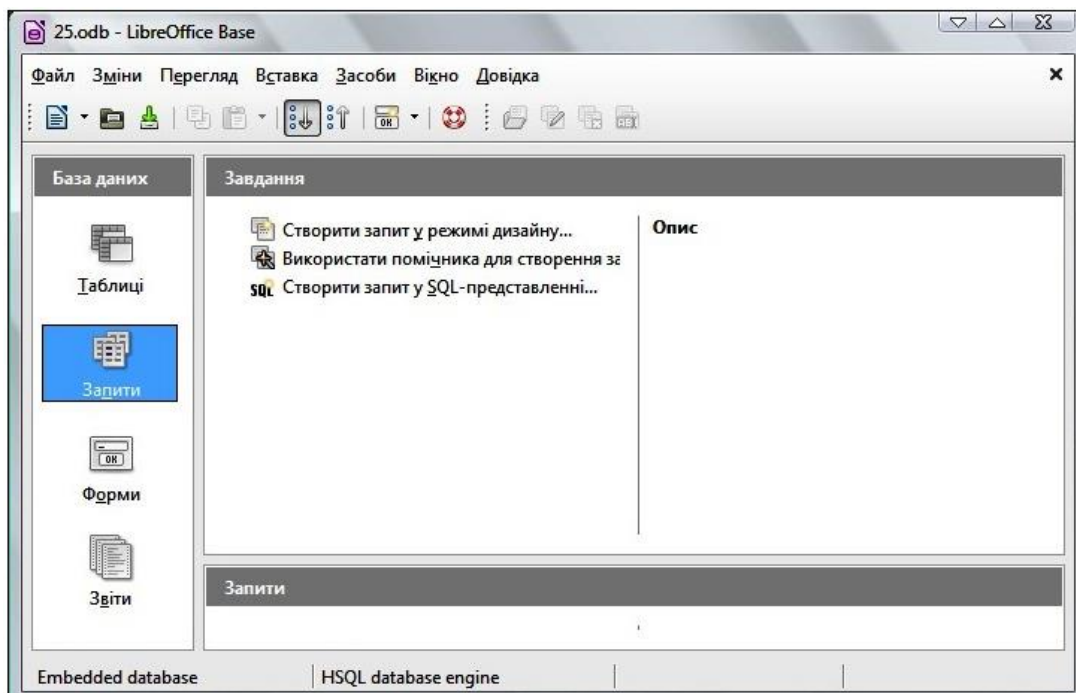 25.odb - LibreOffice Base
Файл Зміни Перегляд Вставка Засоби Вікно Довідка
База даних
Завдання
Створити запит у режимі дизайну...
Використати помічника для створення за
Створити запит у SQL-представленні...
Опис
Таблиці
Запити
Форми
Звіти
Запити
Embedded database
HSQL database engine